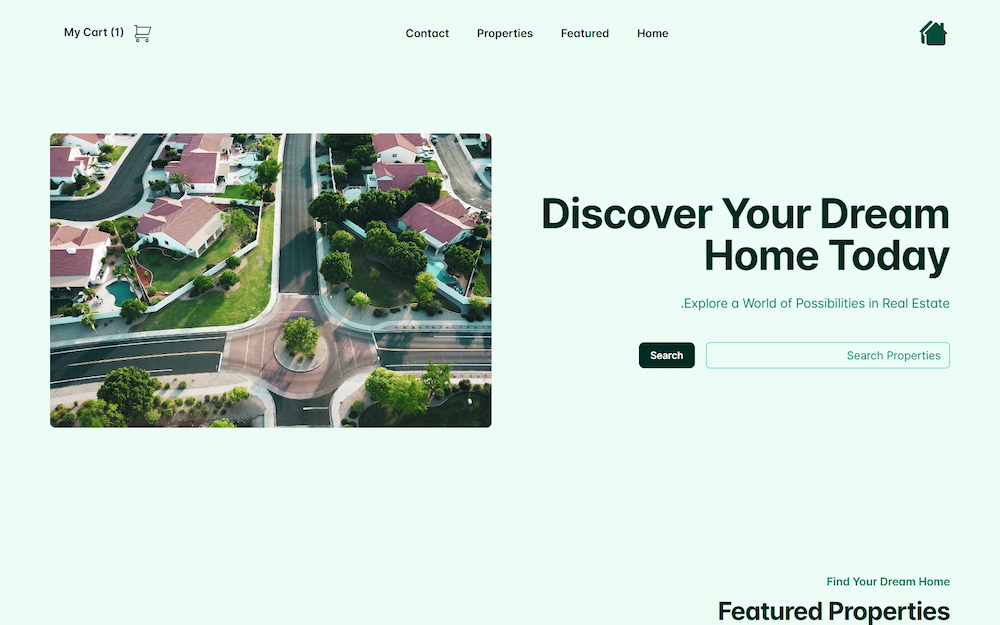 My Cart (1)
Contact
Properties
Featured
Home
Discover Your Dream
Home Today
.Explore a World of Possibilities in Real Estate
Search Properties
Search
Find Your Dream Home
Featured Properties